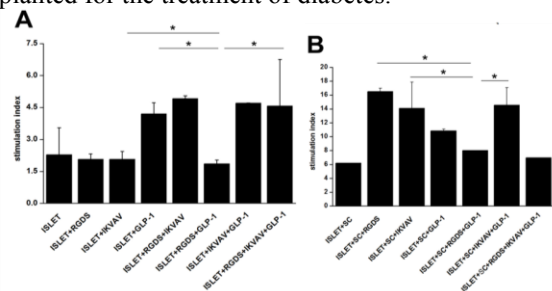 planted for the treatment of diabetes.
A
*
*
*
7.5
6.0
4.5
3.0
1.5
0.0
stimulation index
ISLET
ISLET+RGDS
ISLET+IKVAV
ISLET+GLP-1
ISLET+RGDS+IKVAV
ISLET+RGDS+GLP-1
ISLET+IKVAV+GLP-1
ISLET+RGDS+IKVAV+GLP-1
B
*
*
*
20
18
16
14
12
10
8
6
4
2
0
stimulation index
ISLET+SC
ISLET+SC+RGDS
ISLET+SC+IKVAV
ISLET+SC+GLP-1
ISLET+SC+RGDS+GLP-1
ISLET+SC+IKVAV+GLP-1
ISLET+SC+RGDS+IKVAV+GLP-1